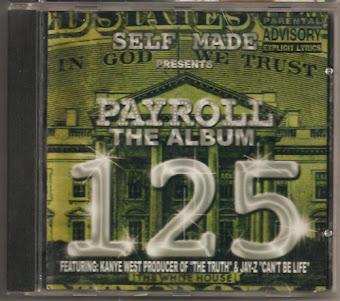 STATES
PARENTAL
ADVISORY
EXPLICIT LYRICS
SELF MADE
IN GOD WE TRUST
PRESENTS
PAYROLL
THE ALBUM
125
FEATURING: KANYE WEST PRODUCER OF "THE TRUTH" & JAY-Z "CAN'T BE LIFE"
THE WHITE HOUSE